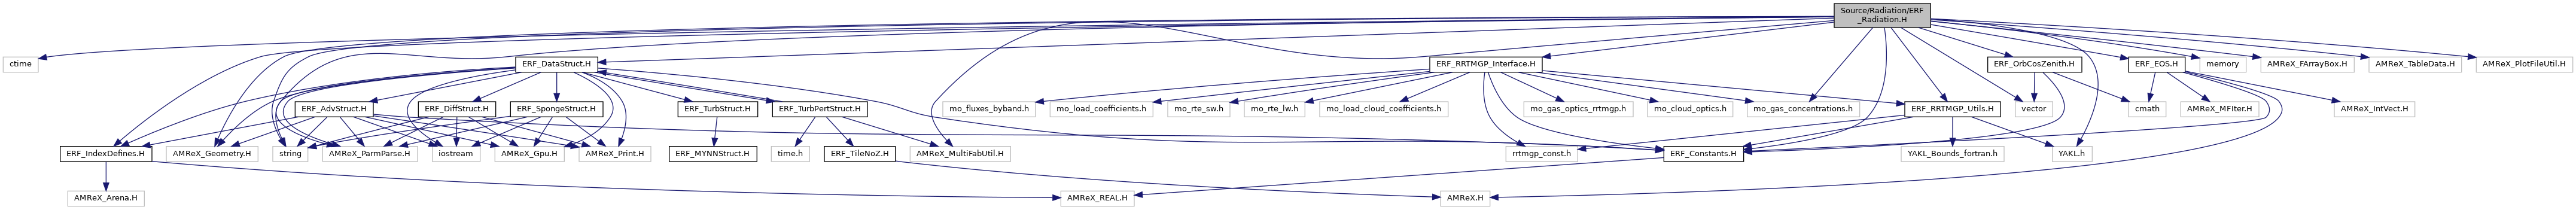 Source/Radiation/ERF
_Radiation.H
ctime
ERF_DataStruct.H
ERF_RRTMGP_Interface.H
ERF_OrbCosZenith.H
ERF_EOS.H
memory
AMReX_FArrayBox.H
AMReX_TableData.H
AMReX_PlotFileUtil.H
ERF_AdvStruct.H
ERF_DiffStruct.H
ERF_SpongeStruct.H
ERF_TurbStruct.H
ERF_TurbPertStruct.H
mo_fluxes_byband.h
mo_load_coefficients.h
mo_rte_sw.h
mo_rte_lw.h
mo_load_cloud_coefficients.h
mo_gas_optics_rrtmgp.h
mo_cloud_optics.h
mo_gas_concentrations.h
ERF_RRTMGP_Utils.H
vector
cmath
AMReX_MFIter.H
AMReX_IntVect.H
ERF_IndexDefines.H
AMReX_Geometry.H
string
AMReX_ParmParse.H
iostream
AMReX_Gpu.H
AMReX_Print.H
ERF_MYNNStruct.H
time.h
ERF_TileNoZ.H
AMReX_MultiFabUtil.H
rrtmgp_const.h
ERF_Constants.H
YAKL_Bounds_fortran.h
YAKL.h
AMReX_Arena.H
AMReX_REAL.H
AMReX.H